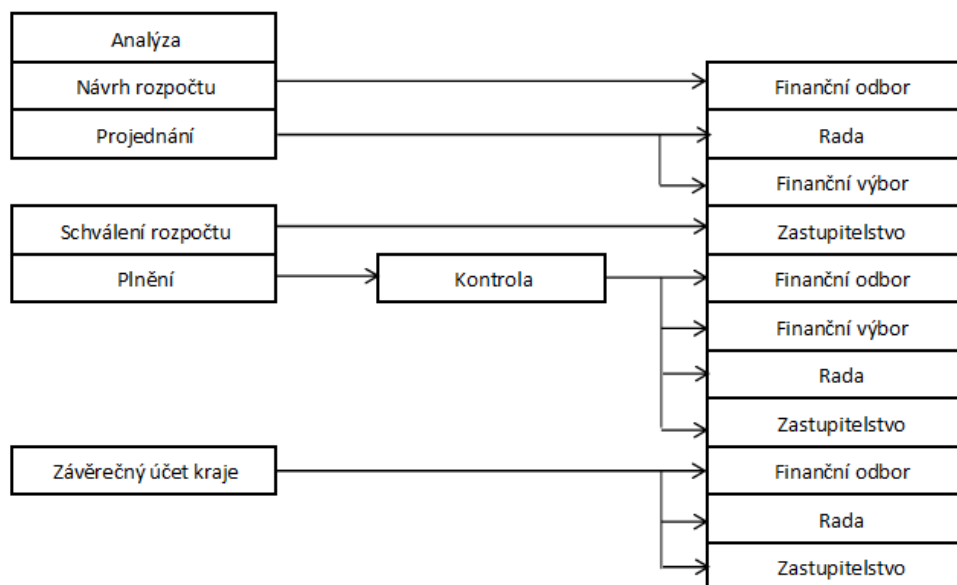 Analýza
Návrh rozpočtu
Finanční odbor
Projednání
Rada
Finanční výbor
Schválení rozpočtu
Zastupitelstvo
Plnění
Kontrola
Finanční odbor
Finanční výbor
Rada
Zastupitelstvo
Závěrečný účet kraje
Finanční odbor
Rada
Zastupitelstvo